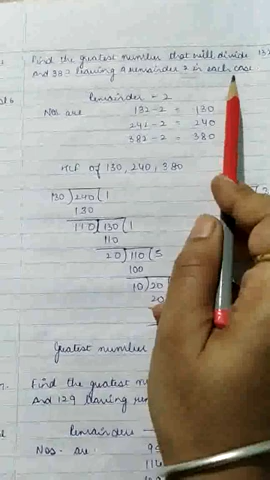 Find the greatest number that will divide 132
And 382 leaving A remainder 2 in each case
Remainder - 2
Nos. are 132 - 2 = 130
242 - 2 = 240
382 - 2 = 380
HCF of 130, 240, 380
130) 240 (1
130
110) 130 (1
110
20) 110 (5
100
10) 20
20
Greatest number
Find the greatest
And 129 leaving
Remainders
Nos. are